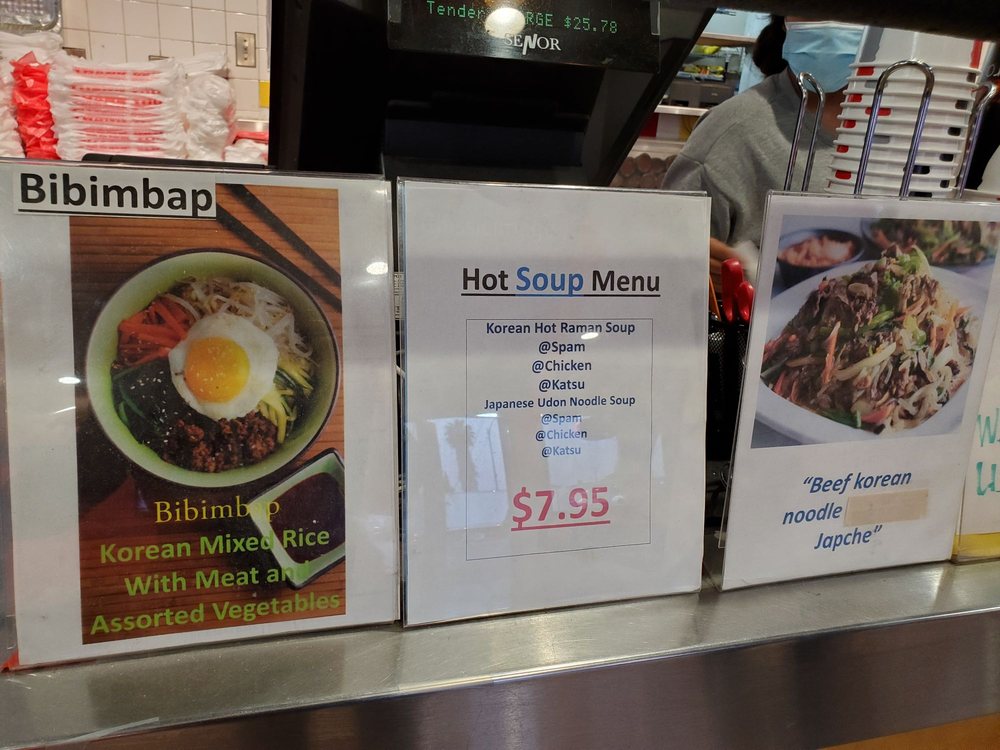 Tender
RGE $25.78
SENOR
Bibimbap
Bibimbap
Korean Mixed Rice
With Meat and
Assorted Vegetables
Hot Soup Menu
Korean Hot Raman Soup
@Spam
@Chicken
@Katsu
Japanese Udon Noodle Soup
@Spam
@Chicken
@Katsu
$7.95
“Beef korean
noodle
Japche”